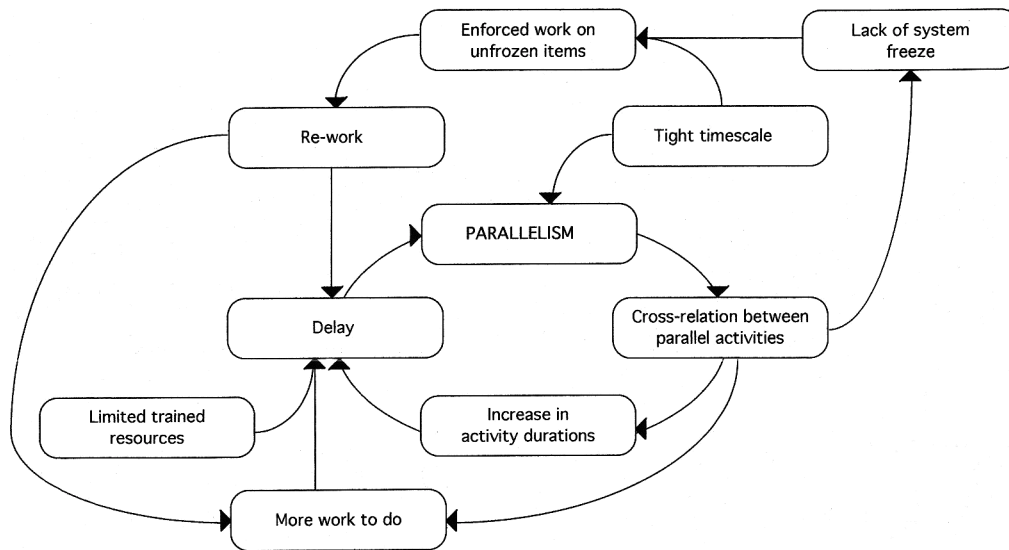 Enforced work on
unfrozen items
Lack of system
freeze
Re-work
Tight timescale
PARALLELISM
Delay
Cross-relation between
parallel activities
Limited trained
resources
Increase in
activity durations
More work to do